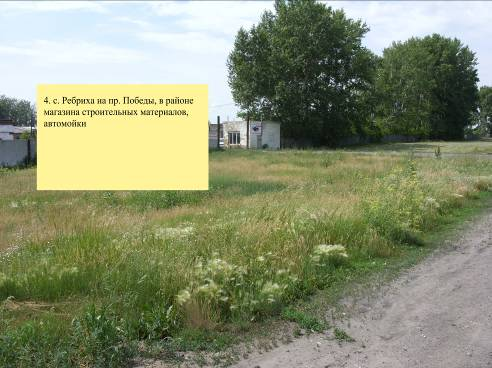 4. с. Ребриха на пр. Победы, в районе
магазина строительных материалов,
автомойки